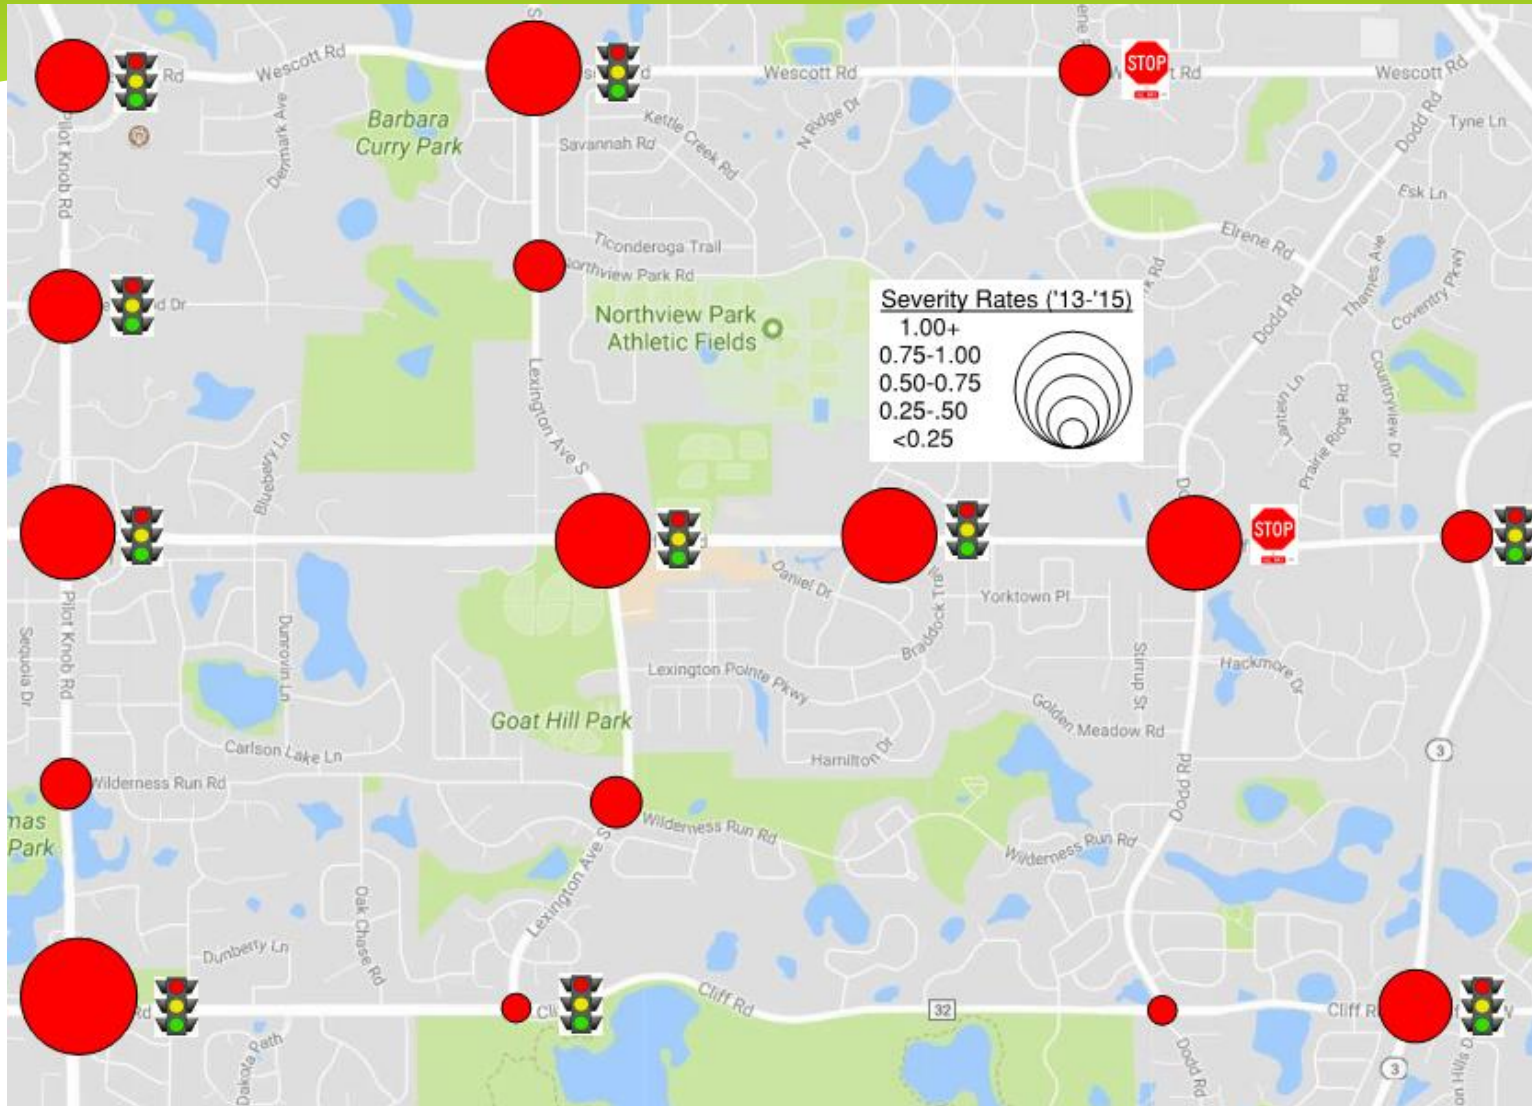 Rd
Wescott Rd
Wescott Rd
STOP
Rd
Wescott Rd
Pilot Knob Rd
Denmark Ave
Barbara
Curry Park
Savannah Rd
Kettle Creek Rd
N Ridge Dr
Dodd Rd
Tyne Ln
Esk Ln
Ticonderoga Trail
Northview Park Rd
Elrene Rd
Thames Ave
Coventry Pkwy
Dodd Rd
Northview Park
Athletic Fields
Severity Rates ('13-'15)
1.00+
0.75-1.00
0.50-0.75
0.25-.50
<0.25
Lexington Ave S
Blueberry Ln
Lantern Ln
Prairie Ridge Rd
Countryview Dr
STOP
Daniel Dr
Braddock Trail
Yorktown Pl
Pilot Knob Rd
Sequoia Dr
Dunrovin Ln
Lexington Pointe Pkwy
Stirrup St
Hackmore Dr
Goat Hill Park
Golden Meadow Rd
Carlson Lake Ln
Hamilton Dr
3
Dodd Rd
Wilderness Run Rd
Wilderness Run Rd
Wilderness Run Rd
mas
Park
Lexington Ave S
Oak Chase Rd
Dunberry Ln
Rd
Cli
Cliff Rd
32
Cliff R
Dakota Path
Dodd Rd
3
on Hills D